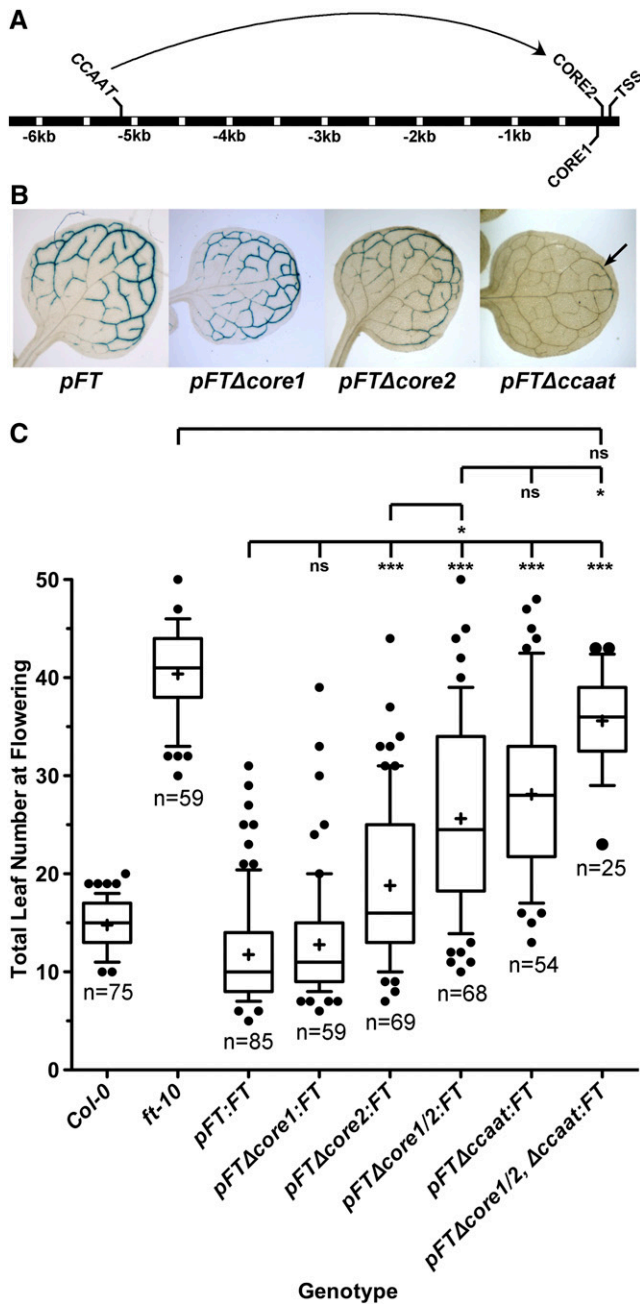 A
CCAAT
CORE2
TSS
-6kb -5kb -4kb -3kb -2kb -1kb
CORE1
B
pFT pFTΔcore1 pFTΔcore2 pFTΔccaat
C
ns
ns *
*
ns *** *** *** ***
Total Leaf Number at Flowering
50
40
30
20
10
0
n=75
n=59
n=85
n=59
n=69
n=68
n=54
n=25
Col-0
ft-10
pFT:FT
pFTΔcore1:FT
pFTΔcore2:FT
pFTΔcore1/2:FT
pFTΔccaat:FT
pFTΔcore1/2, Δccaat:FT
Genotype